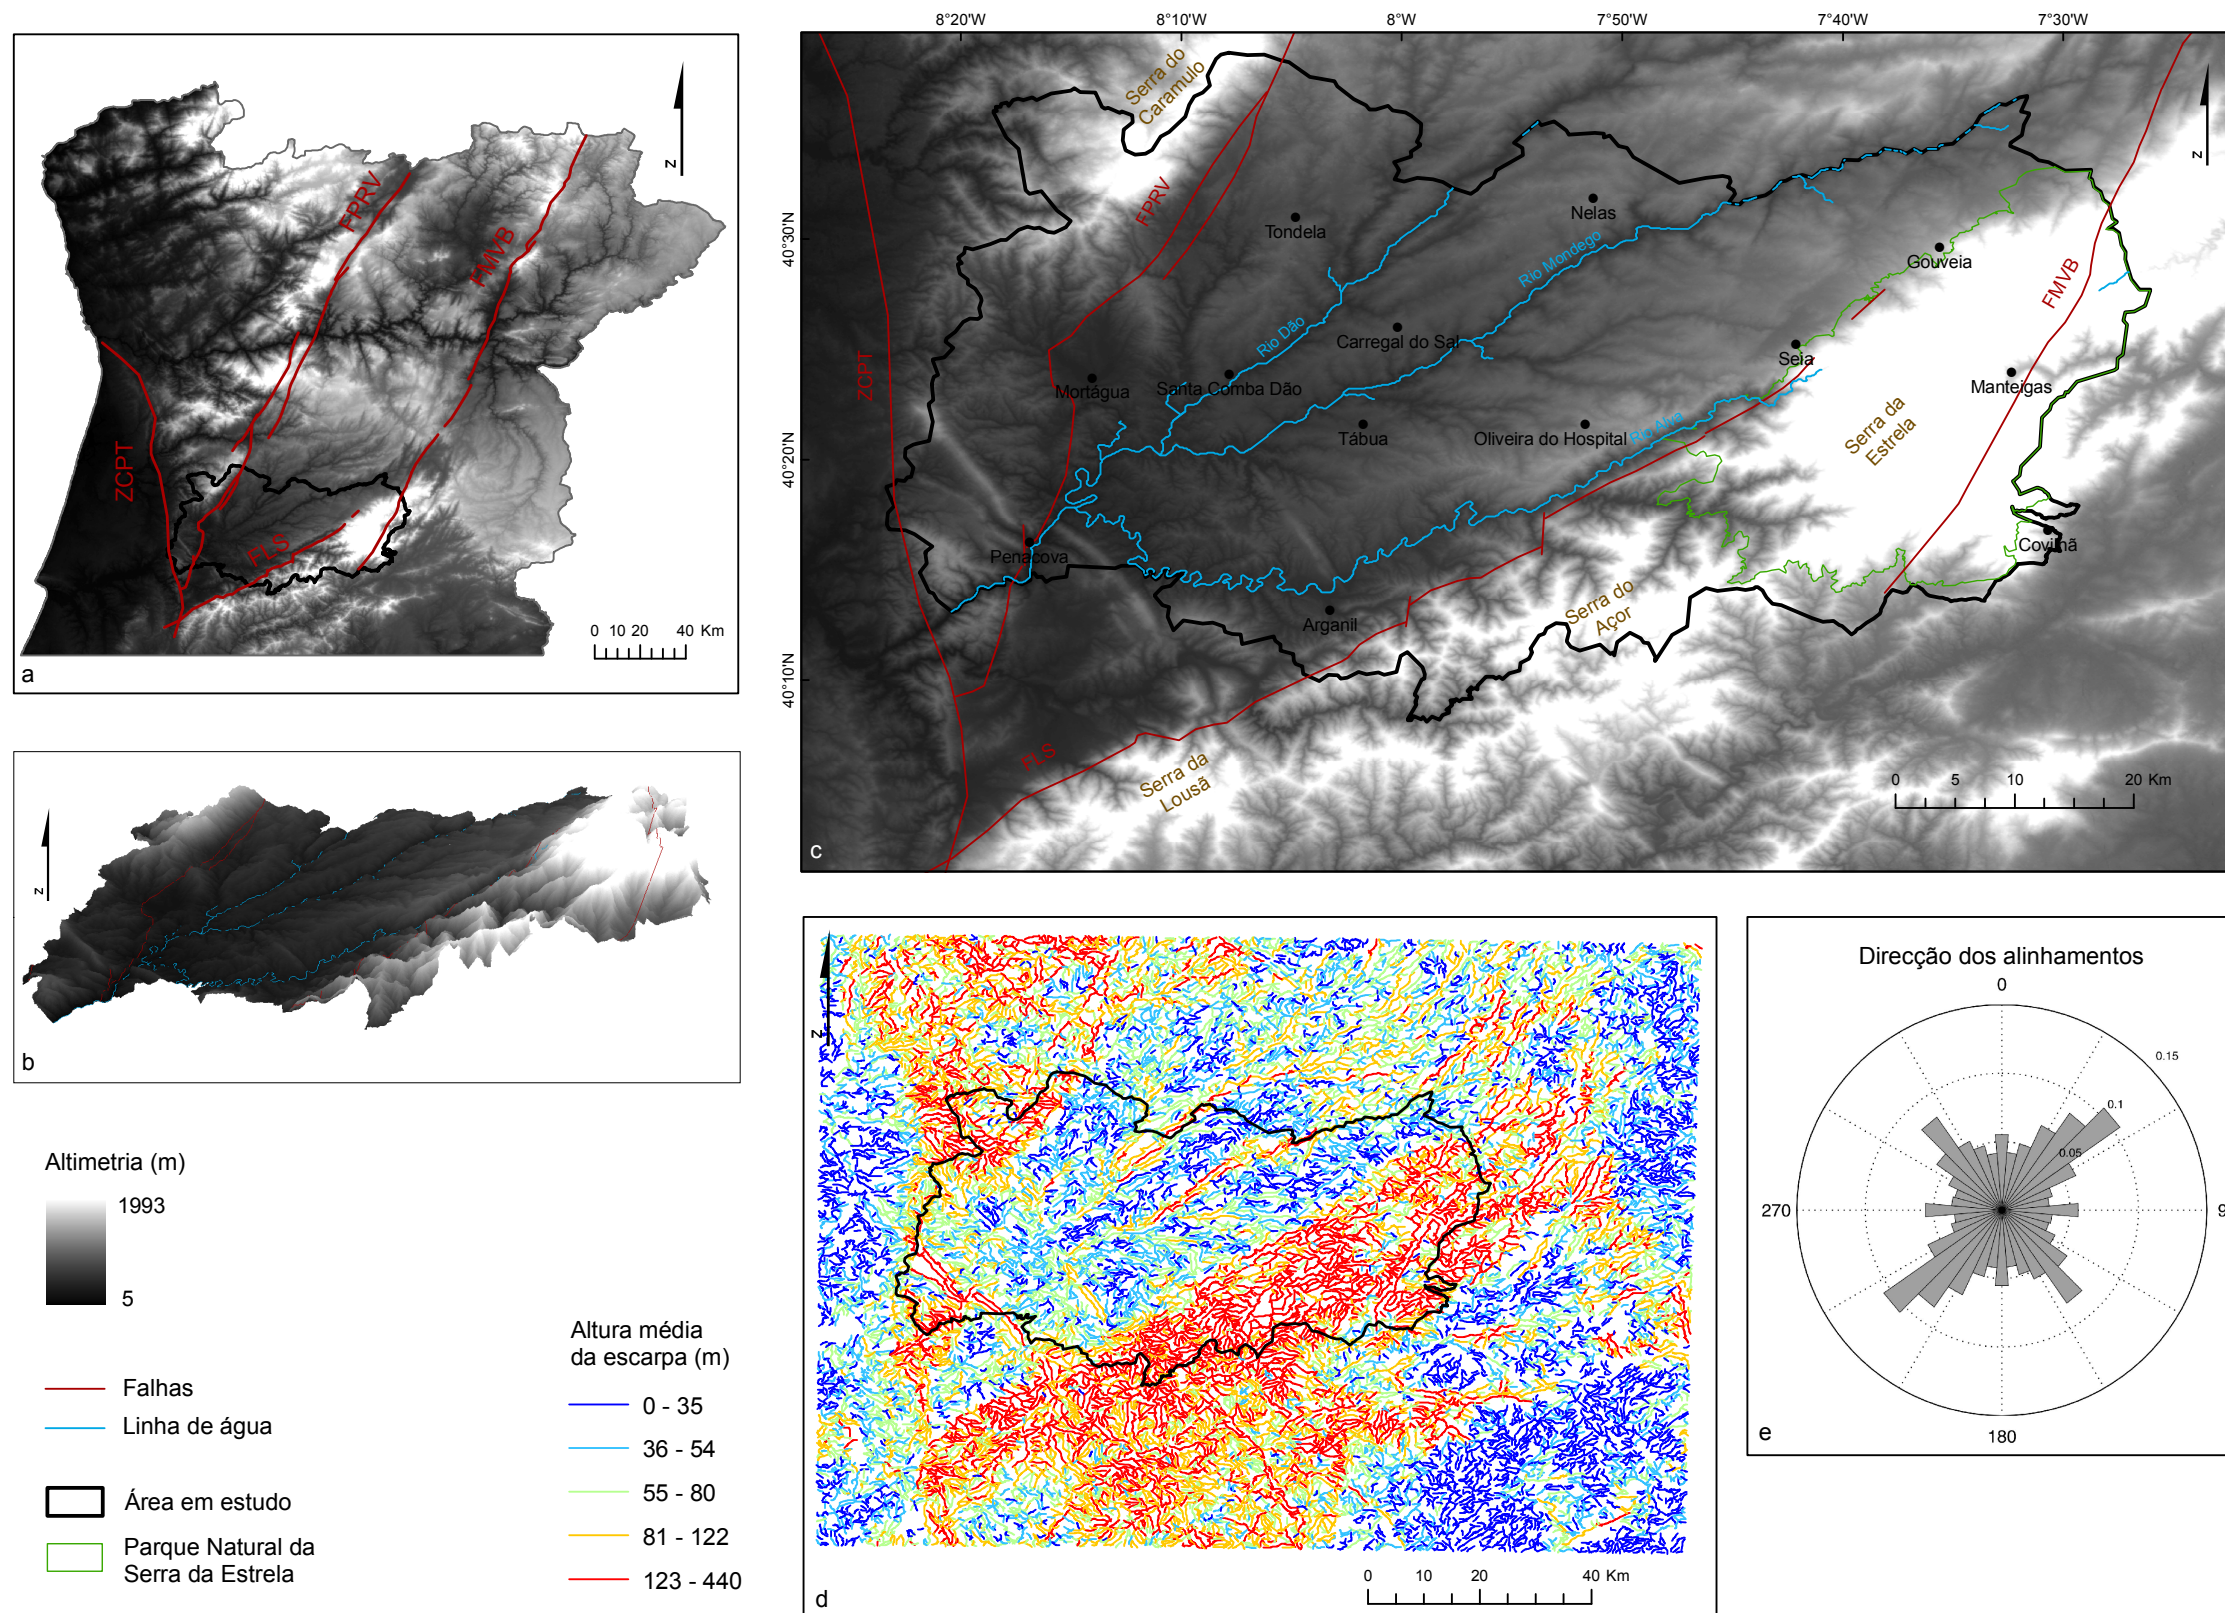 FPRV
FMVB
ZCPT
FLS
z
0 10 20 40 Km
a
z
b
Altimetria (m)
1993
5
Falhas
Linha de água
Área em estudo
Parque Natural da
Serra da Estrela
Altura média
da escarpa (m)
0 - 35
36 - 54
55 - 80
81 - 122
123 - 440
8°20'W 8°10'W 8°W 7°50'W 7°40'W 7°30'W
40°30'N
40°20'N
40°10'N
Serra do
Caramulo
z
FPRV
Tondela
Nelas
Rio Mondego
Gouveia
FMVB
Rio Dão
Carregal do Sal
ZCPT
Seia
Mortágua
Santa Comba Dão
Manteigas
Tábua
Oliveira do Hospital
Rio Alva
Serra da
Estrela
Penacova
Covilhã
Arganil
Serra do
Açor
FLS
Serra da
Lousã
0 5 10 20 Km
c
z
0 10 20 40 Km
d
Direcção dos alinhamentos
0
0.15
0.1
0.05
270
9
180
e